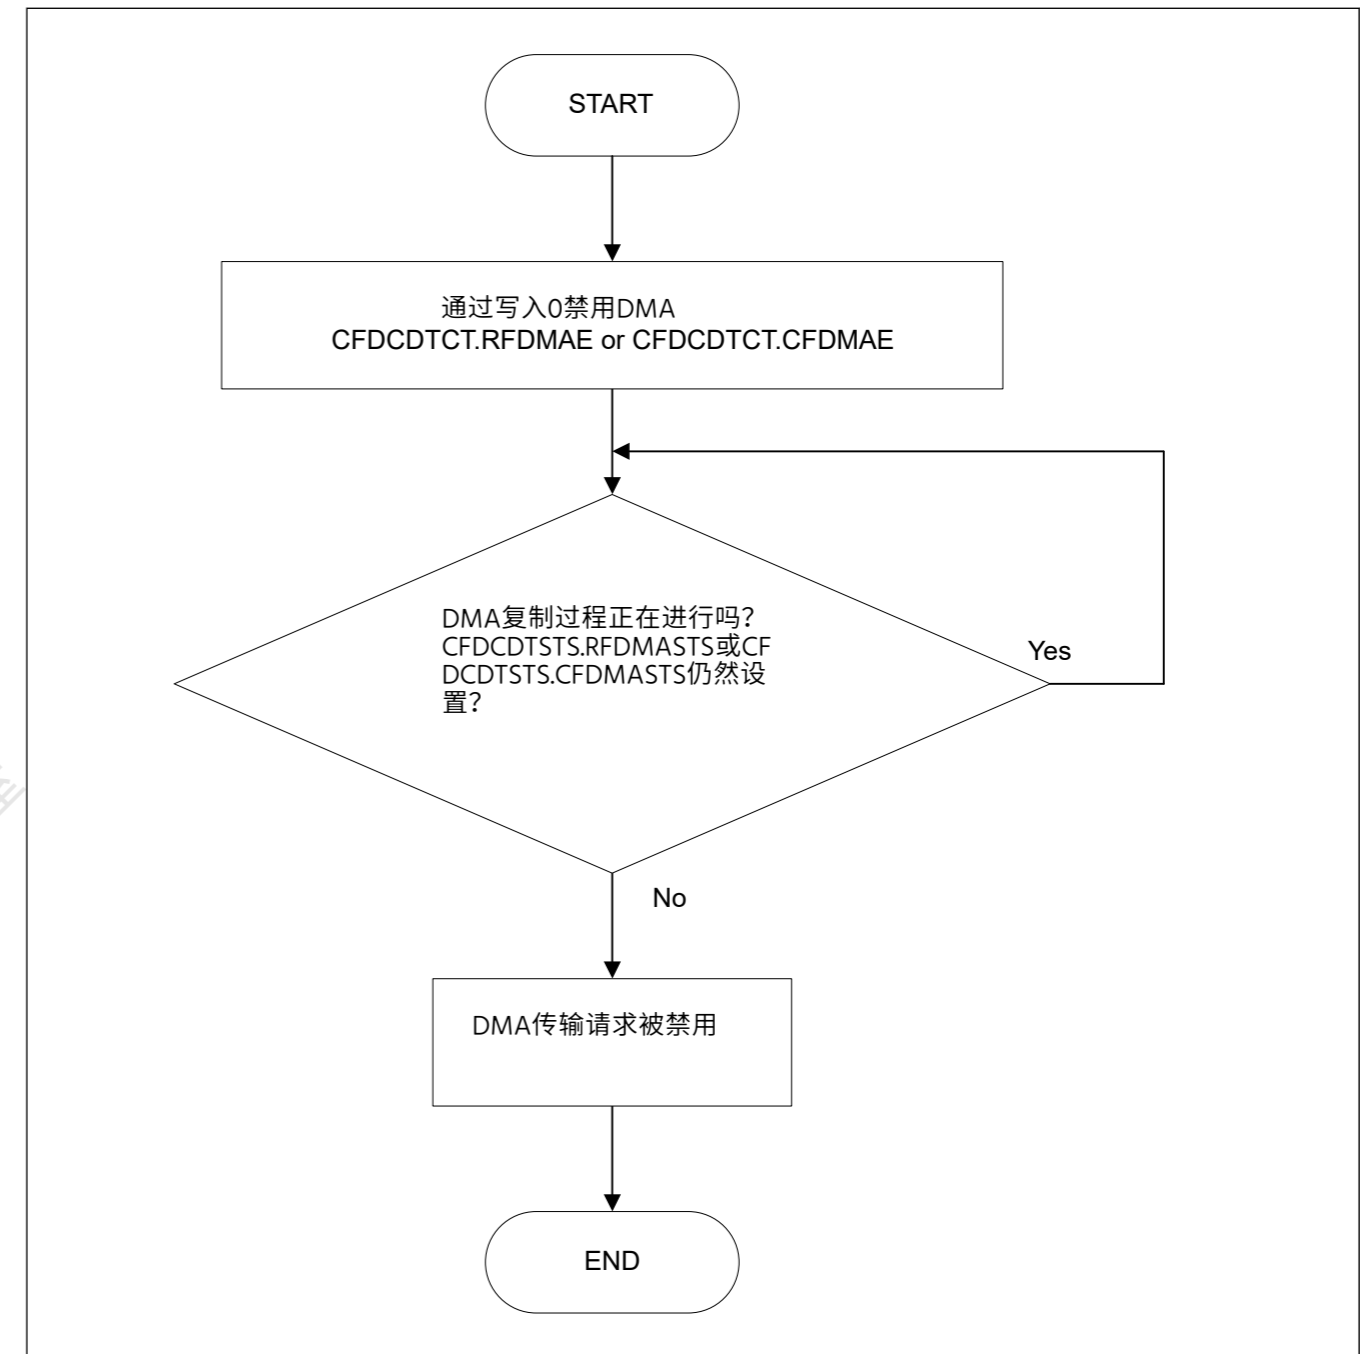 START
通过写入0禁用DMA
CFDCDTCT.RFDMAE or CFDCDTCT.CFDMAE
DMA复制过程正在进行吗？
CFDCDTSTS.RFDMASTS或CF
DCDTSTS.CFDMASTS仍然设
置？
Yes
No
DMA传输请求被禁用
END